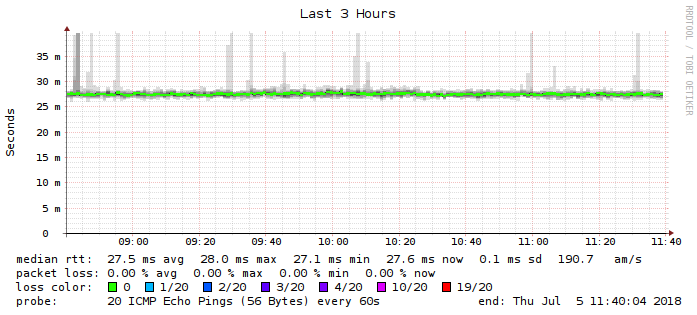 Last 3 Hours
RRDTOOL / TOBI OETIKER
Seconds
35 m
30 m
25 m
20 m
15 m
10 m
5 m
0
09:00 09:20 09:40 10:00 10:20 10:40 11:00 11:20 11:40
median rtt: 27.5 ms avg 28.0 ms max 27.1 ms min 27.6 ms now 0.1 ms sd 190.7 am/s
packet loss: 0.00 % avg 0.00 % max 0.00 % min 0.00 % now
loss color: 0 1/20 2/20 3/20 4/20 10/20 19/20
probe: 20 ICMP Echo Pings (56 Bytes) every 60s end: Thu Jul 5 11:40:04 2018